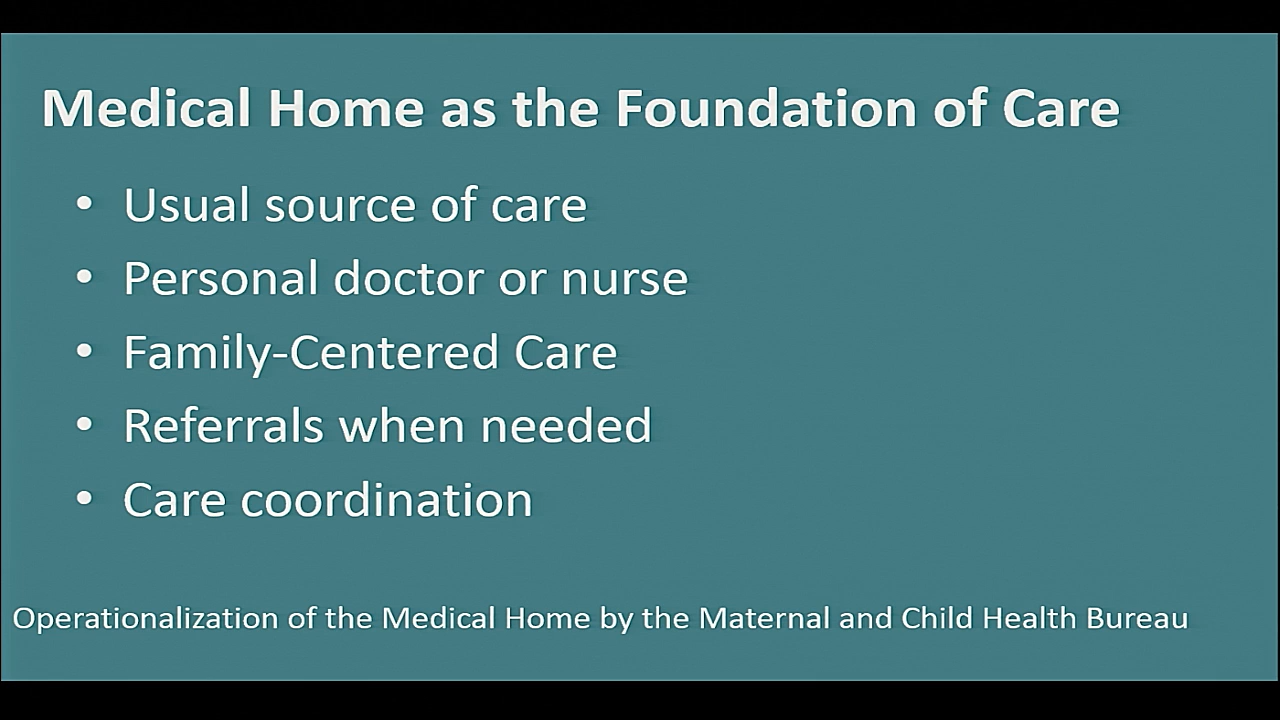 Medical Home as the Foundation of Care
• Usual source of care
• Personal doctor or nurse
• Family-Centered Care
• Referrals when needed
• Care coordination
Operationalization of the Medical Home by the Maternal and Child Health Bureau